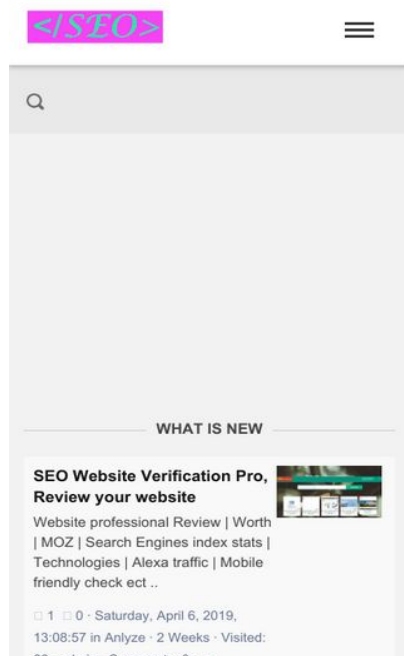 </SEO>
WHAT IS NEW
SEO Website Verification Pro,
Review your website
Website professional Review | Worth
| MOZ | Search Engines index stats |
Technologies | Alexa traffic | Mobile
friendly check ect ..
1 0 · Saturday, April 6, 2019,
13:08:57 in Anlyze · 2 Weeks · Visited: